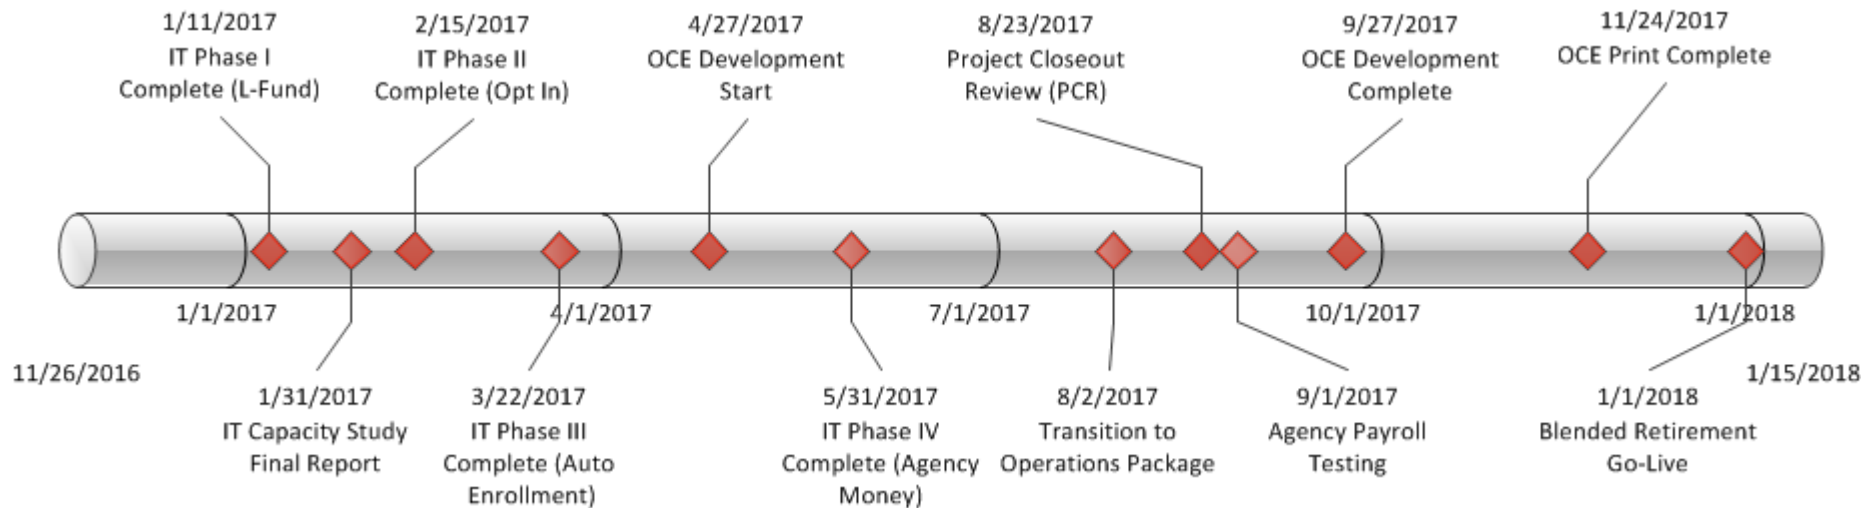 1/11/2017
IT Phase I
Complete (L-Fund)
2/15/2017
IT Phase II
Complete (Opt In)
4/27/2017
OCE Development
Start
8/23/2017
Project Closeout
Review (PCR)
9/27/2017
OCE Development
Complete
11/24/2017
OCE Print Complete
1/1/2017
4/1/2017
7/1/2017
10/1/2017
1/1/2018
11/26/2016
1/15/2018
1/31/2017
IT Capacity Study
Final Report
3/22/2017
IT Phase III
Complete (Auto
Enrollment)
5/31/2017
IT Phase IV
Complete (Agency
Money)
8/2/2017
Transition to
Operations Package
9/1/2017
Agency Payroll
Testing
1/1/2018
Blended Retirement
Go-Live